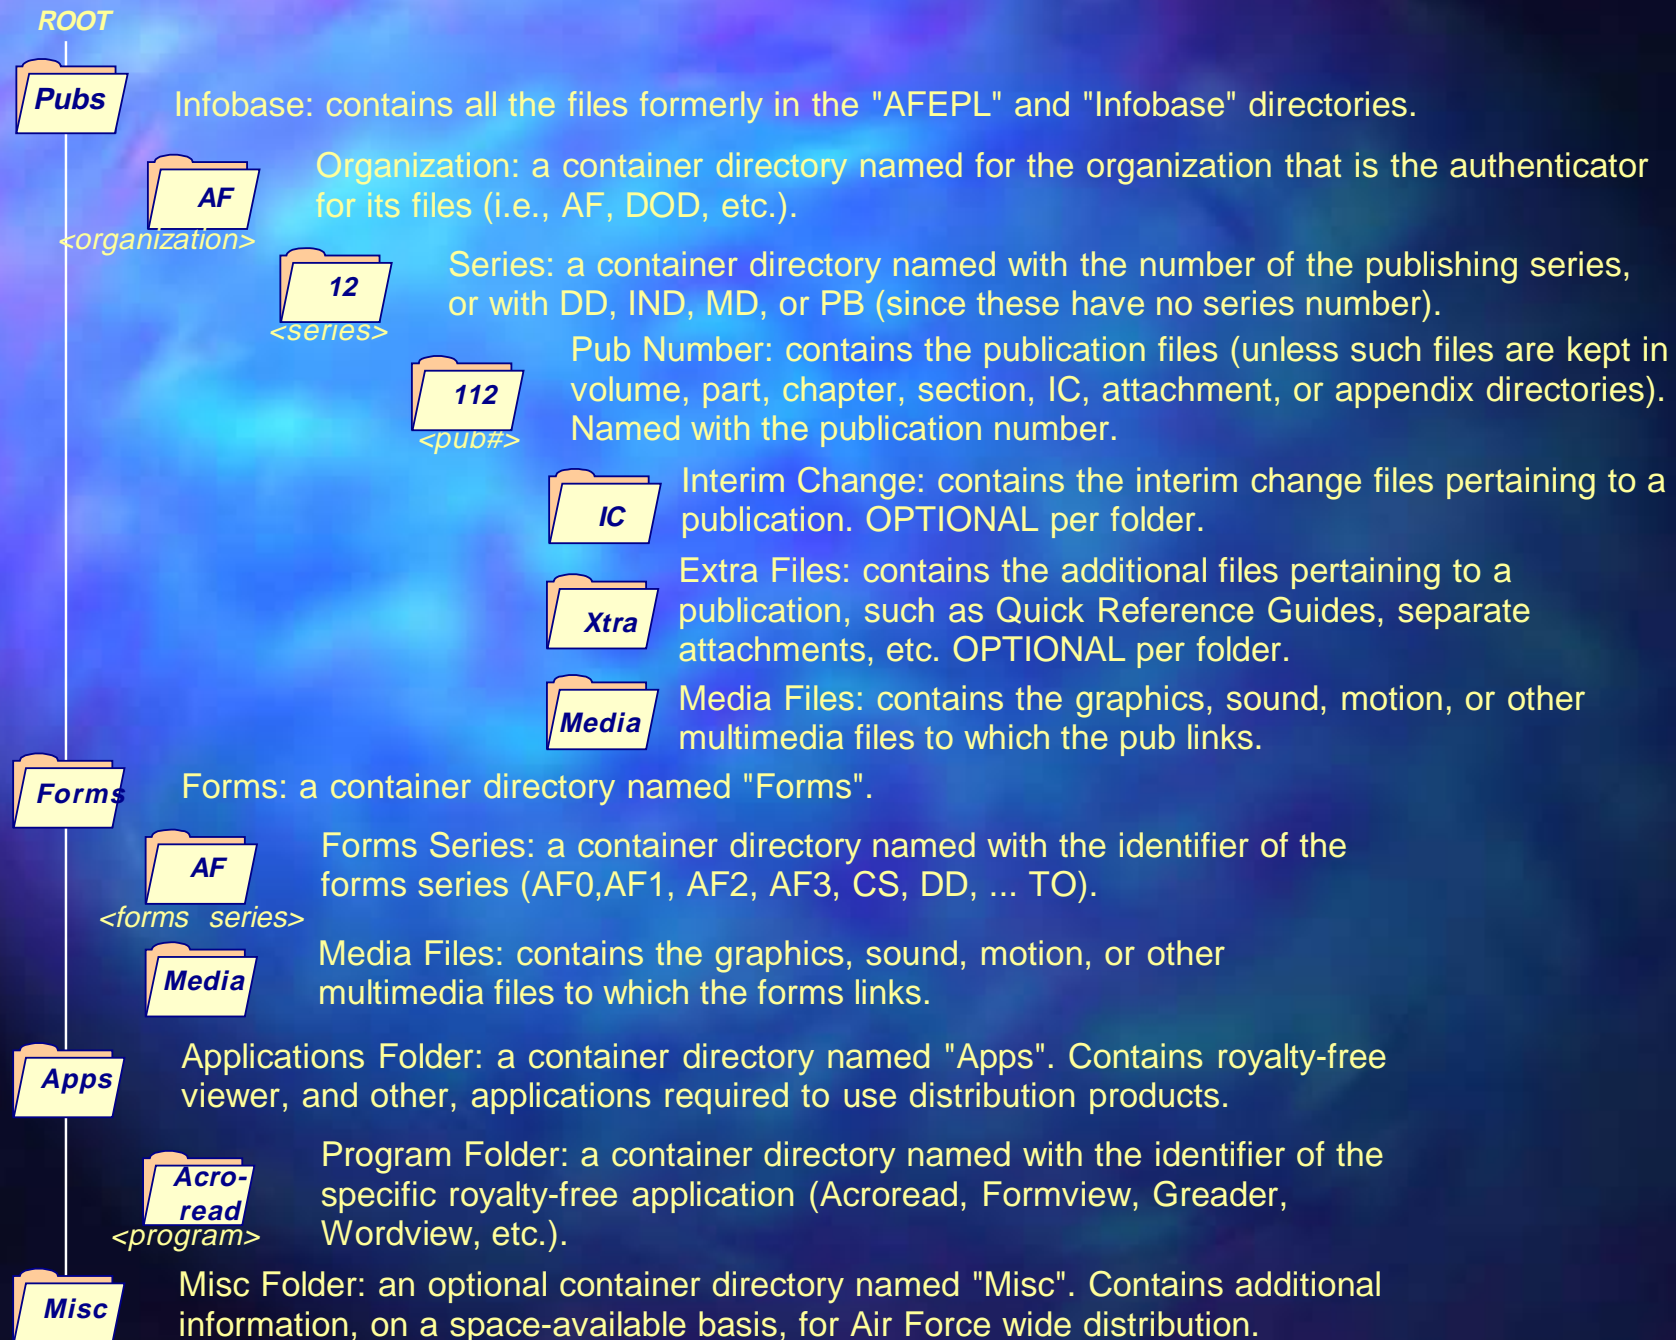 ROOT
Pubs
Infobase: contains all the files formerly in the "AFEPL" and "Infobase" directories.
AF
<organization>
Organization: a container directory named for the organization that is the authenticator
for its files (i.e., AF, DOD, etc.).
12
<series>
Series: a container directory named with the number of the publishing series,
or with DD, IND, MD, or PB (since these have no series number).
112
<pub#>
Pub Number: contains the publication files (unless such files are kept in
volume, part, chapter, section, IC, attachment, or appendix directories).
Named with the publication number.
IC
Interim Change: contains the interim change files pertaining to a
publication. OPTIONAL per folder.
Xtra
Extra Files: contains the additional files pertaining to a
publication, such as Quick Reference Guides, separate
attachments, etc. OPTIONAL per folder.
Media
Media Files: contains the graphics, sound, motion, or other
multimedia files to which the pub links.
Forms
Forms: a container directory named "Forms".
AF
<forms series>
Forms Series: a container directory named with the identifier of the
forms series (AF0,AF1, AF2, AF3, CS, DD, ... TO).
Media
Media Files: contains the graphics, sound, motion, or other
multimedia files to which the forms links.
Apps
Applications Folder: a container directory named "Apps". Contains royalty-free
viewer, and other, applications required to use distribution products.
Acro-
read
<program>
Program Folder: a container directory named with the identifier of the
specific royalty-free application (Acroread, Formview, Greader,
Wordview, etc.).
Misc
Misc Folder: an optional container directory named "Misc". Contains additional
information, on a space-available basis, for Air Force wide distribution.